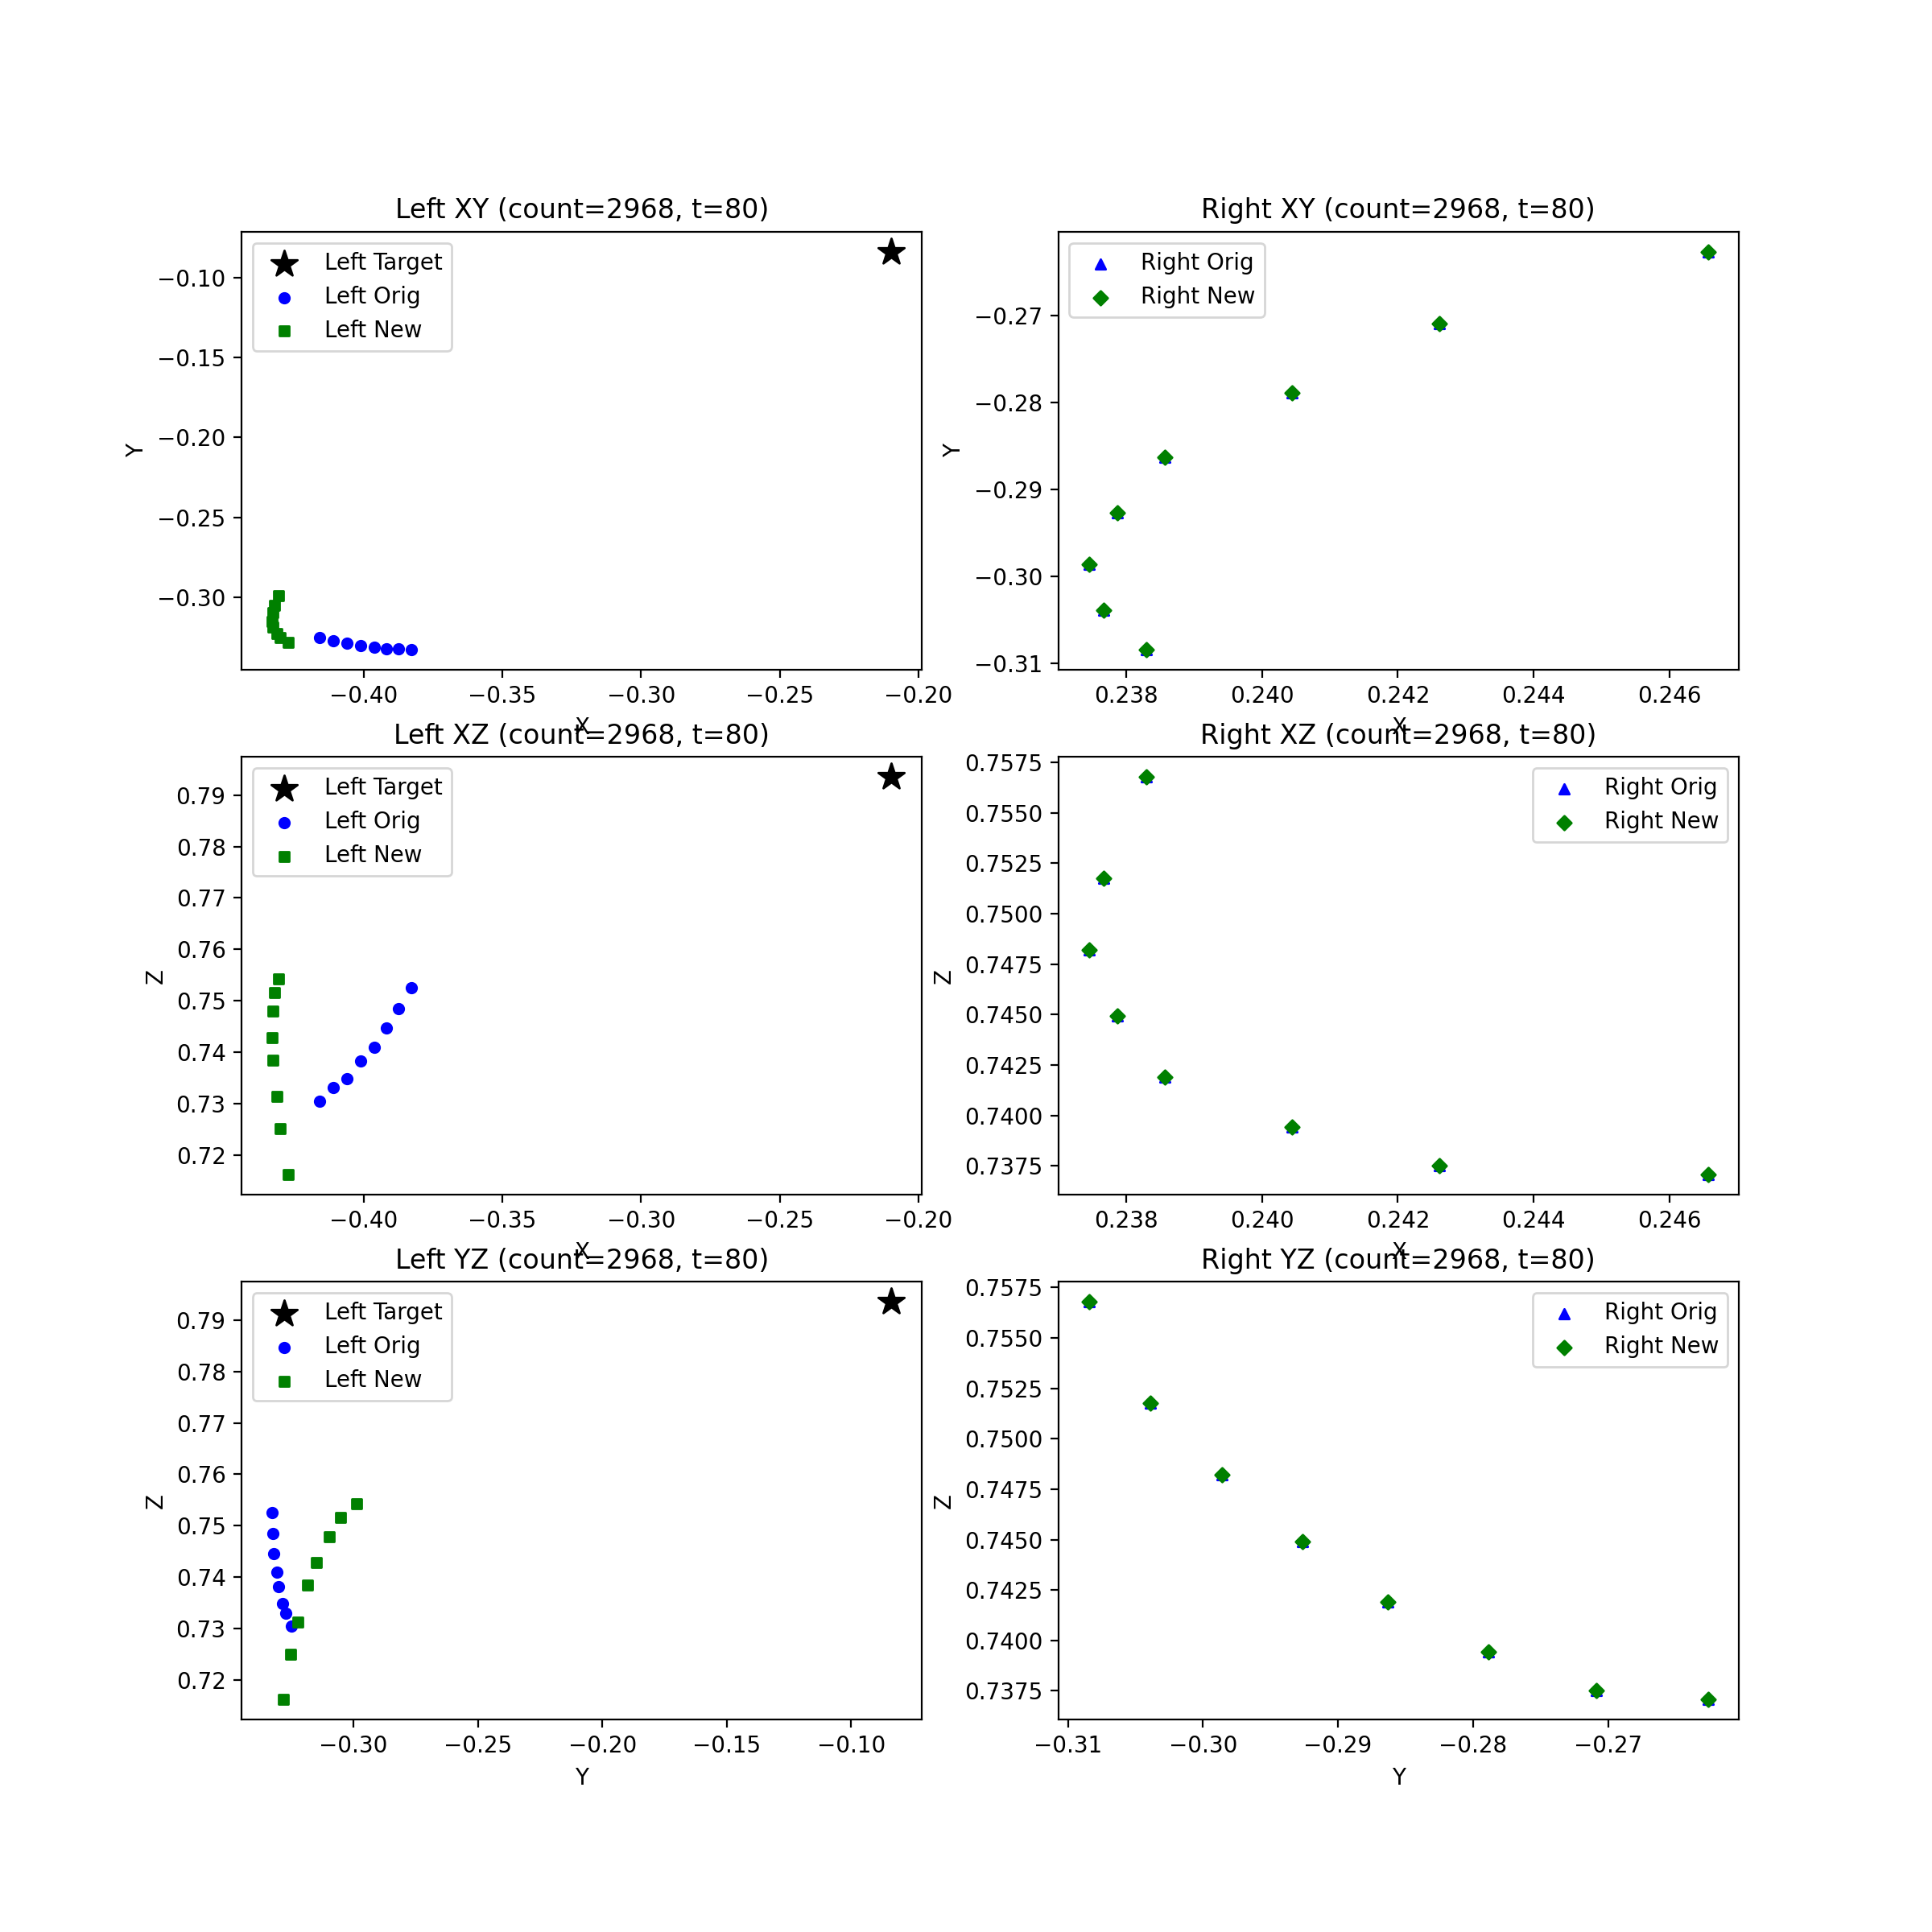 Left XY (count=2968, t=80)
Left Target
Left Orig
Left New
−0.10
−0.15
−0.20
−0.25
−0.30
Y
−0.40
−0.35
−0.30
−0.25
−0.20
X
Right XY (count=2968, t=80)
Right Orig
Right New
−0.27
−0.28
−0.29
−0.30
−0.31
Y
0.238
0.240
0.242
0.244
0.246
X
Left XZ (count=2968, t=80)
Left Target
Left Orig
Left New
0.79
0.78
0.77
0.76
0.75
0.74
0.73
0.72
Z
−0.40
−0.35
−0.30
−0.25
−0.20
X
Right XZ (count=2968, t=80)
Right Orig
Right New
0.7575
0.7550
0.7525
0.7500
0.7475
0.7450
0.7425
0.7400
0.7375
Z
0.238
0.240
0.242
0.244
0.246
X
Left YZ (count=2968, t=80)
Left Target
Left Orig
Left New
0.79
0.78
0.77
0.76
0.75
0.74
0.73
0.72
Z
−0.30
−0.25
−0.20
−0.15
−0.10
Y
Right YZ (count=2968, t=80)
Right Orig
Right New
0.7575
0.7550
0.7525
0.7500
0.7475
0.7450
0.7425
0.7400
0.7375
Z
−0.31
−0.30
−0.29
−0.28
−0.27
Y